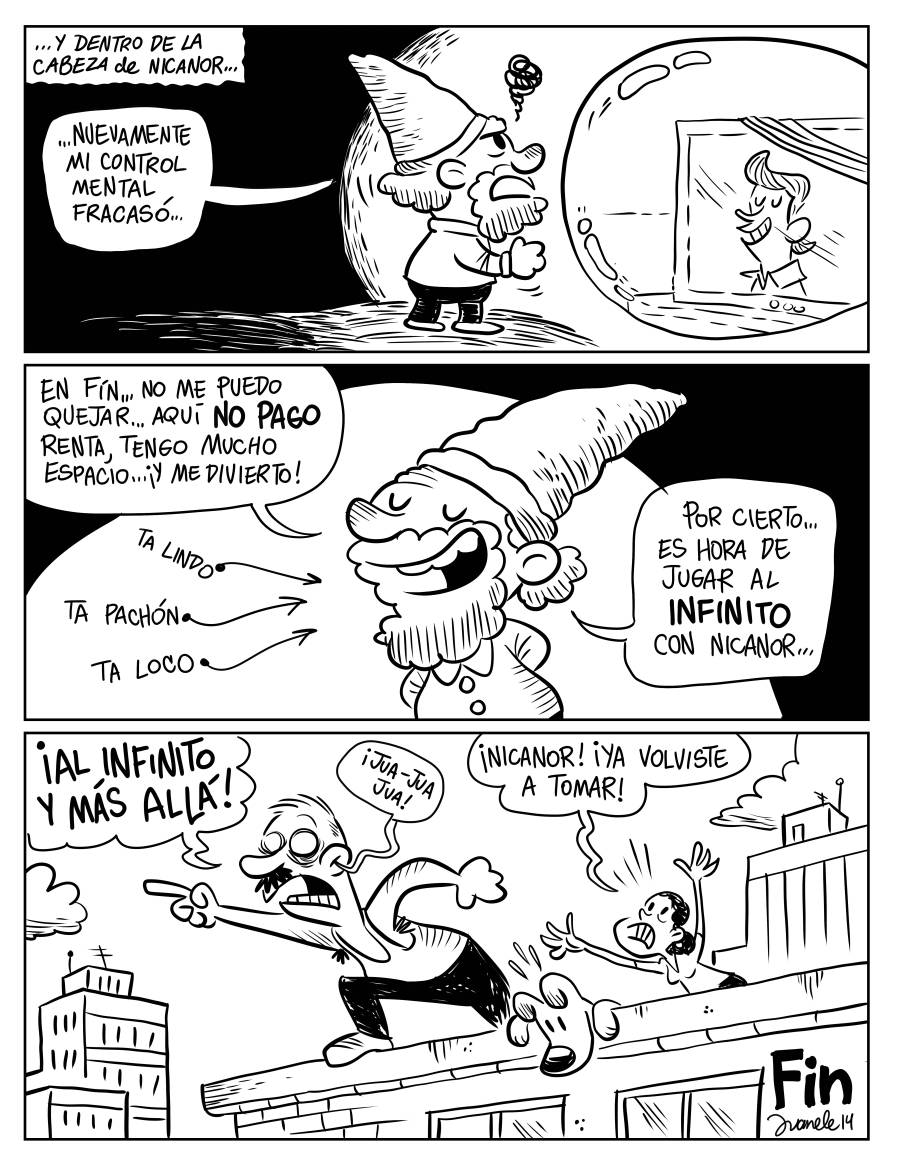 ...Y DENTRO DE LA
CABEZA de NICANOR...
...NUEVAMENTE
MI CONTROL
MENTAL
FRACASÓ...
EN FÍN... NO ME PUEDO
QUEJAR... AQUÍ NO PAGO
RENTA, TENGO MUCHO
ESPACIO...¡Y ME DIVIERTO!
TA LINDO
TA PACHÓN
TA LOCO
POR CIERTO...
ES HORA DE
JUGAR AL
INFINITO
CON NICANOR...
¡AL INFINITO
Y MÁS ALLÁ!
¡JUA-JUA
JUA!
¡NICANOR! ¡YA VOLVISTE
A TOMAR!
Fin
Juanele 14